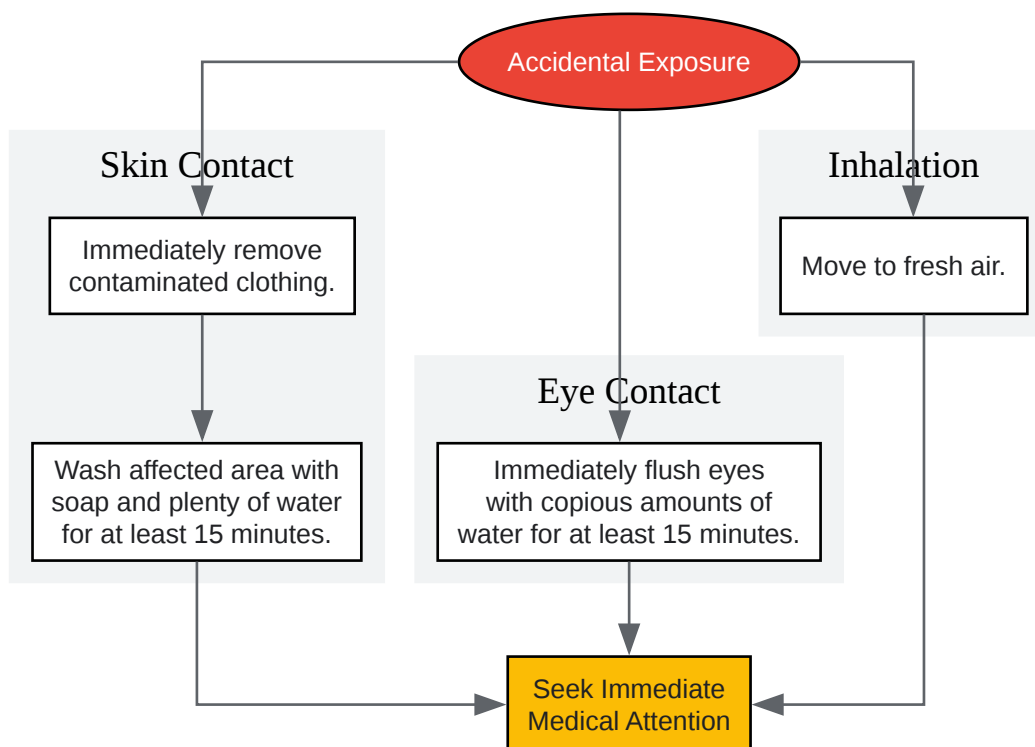 Accidental Exposure
Skin Contact
Immediately remove
contaminated clothing.
Wash affected area with
soap and plenty of water
for at least 15 minutes.
Eye Contact
Immediately flush eyes
with copious amounts of
water for at least 15 minutes.
Inhalation
Move to fresh air.
Seek Immediate
Medical Attention